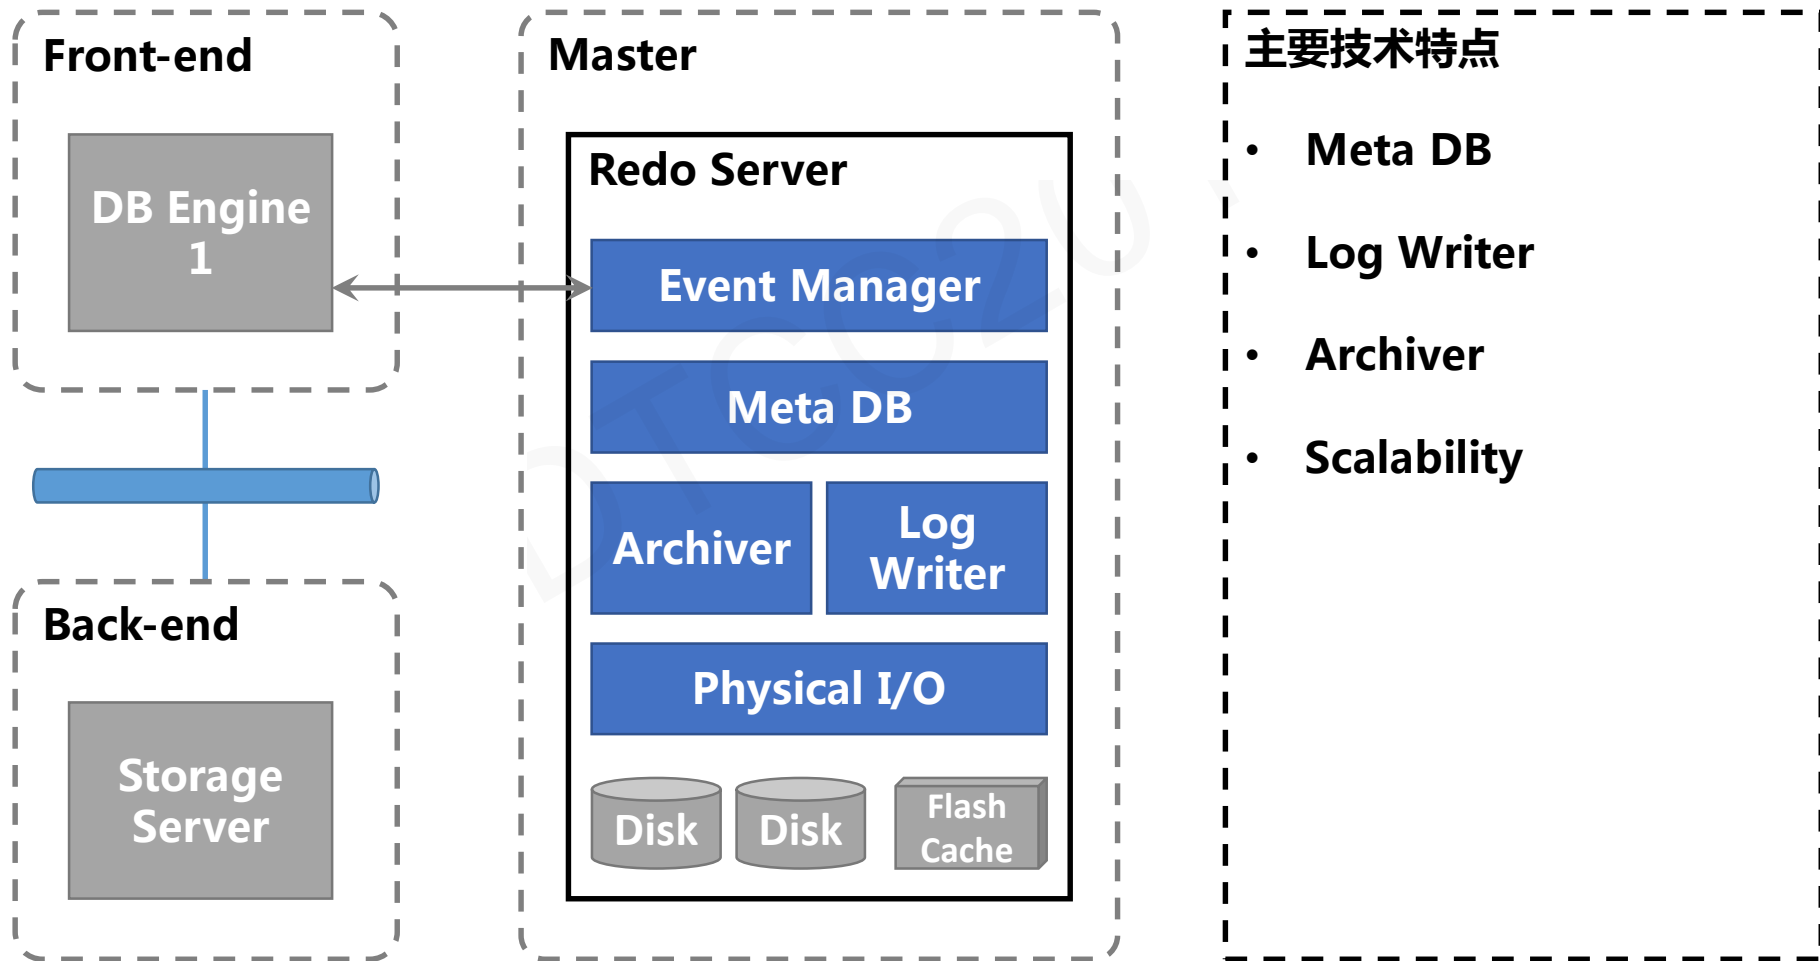 Front-end
DB Engine
1
Back-end
Storage
Server
Master
Redo Server
Event Manager
Meta DB
Archiver
Log
Writer
Physical I/O
Disk
Disk
Flash
Cache
主要技术特点
• Meta DB
• Log Writer
• Archiver
• Scalability